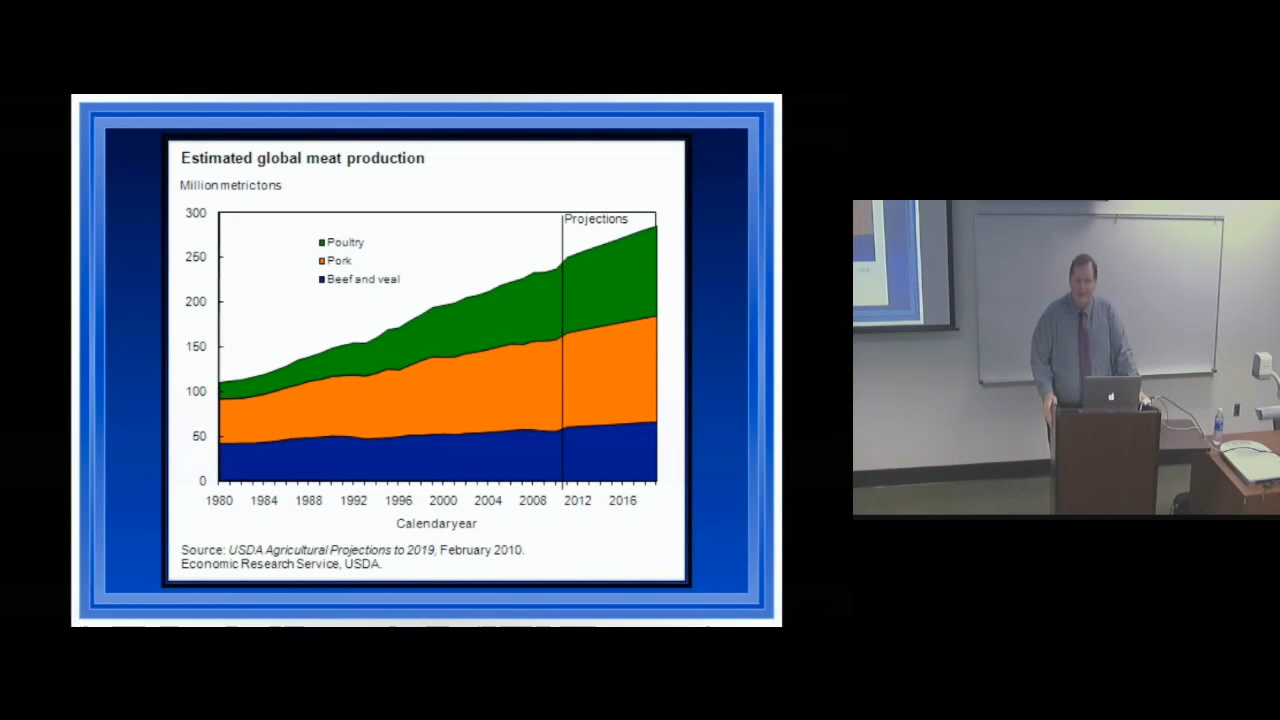 Estimated global meat production
Million metric tons
300
Projections
Poultry
250
Pork
Beef and veal
200
150
100
50
0
1980 1984 1988 1992 1996 2000 2004 2008 2012 2016
Calendar year
Source: USDA Agricultural Projections to 2019, February 2010.
Economic Research Service, USDA.